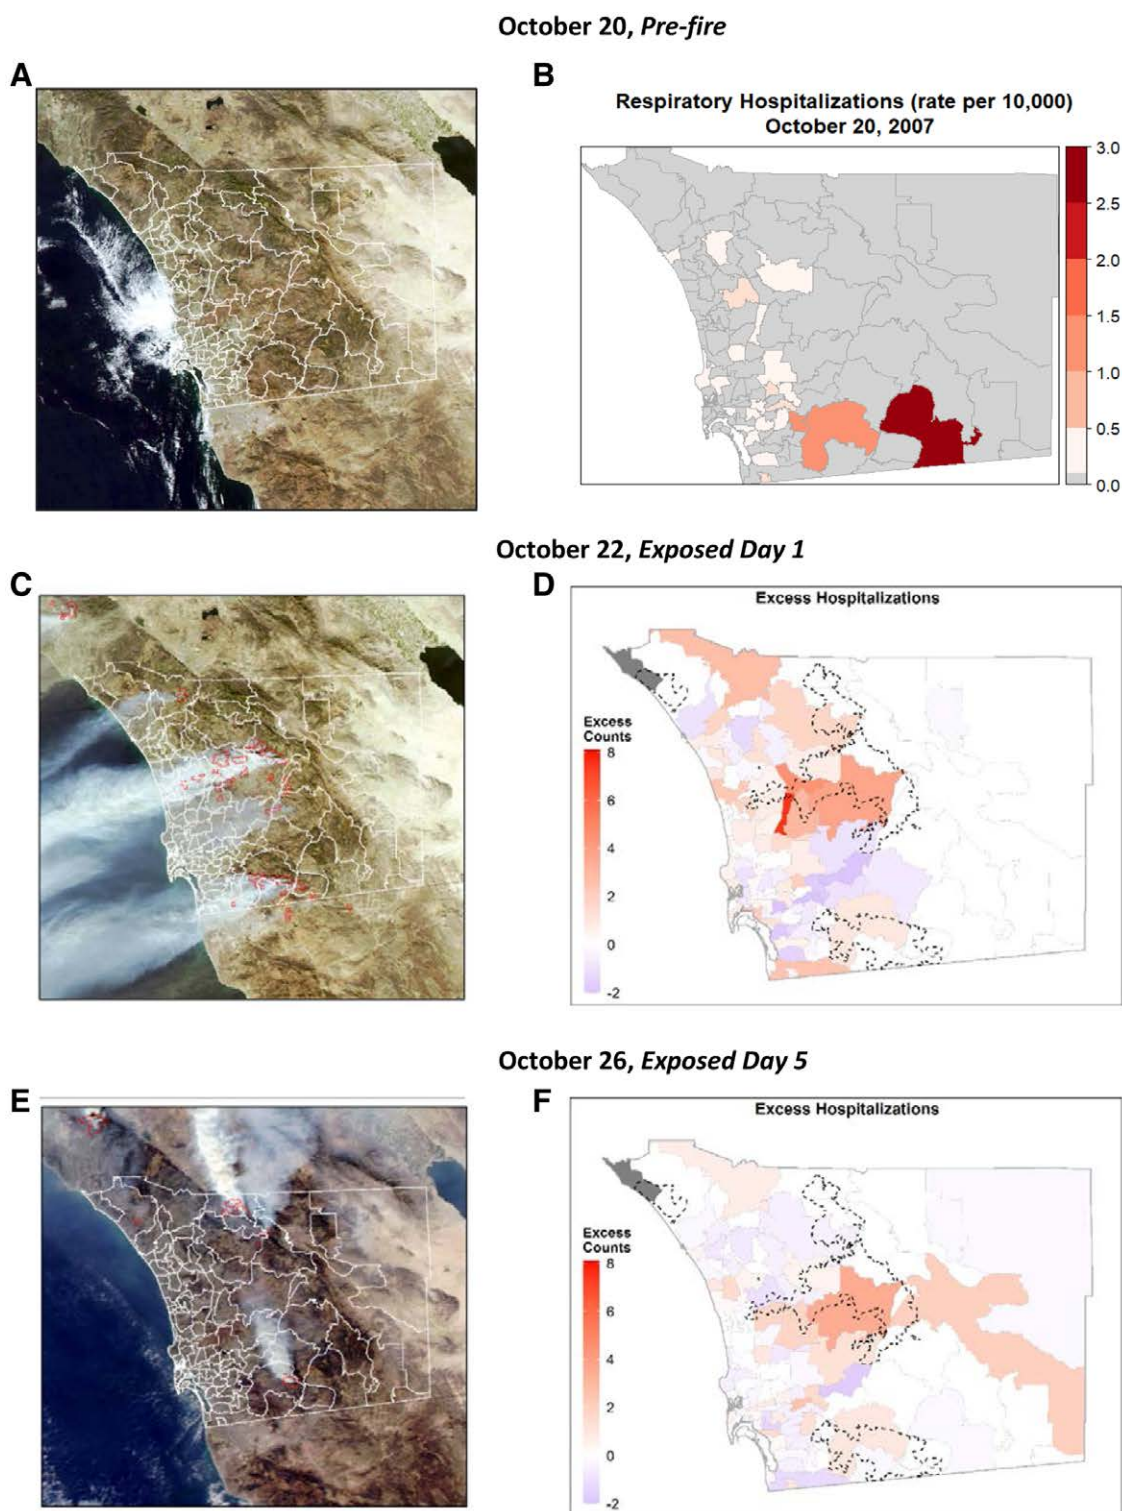 October 20, Pre-fire
A
B
Respiratory Hospitalizations (rate per 10,000)
October 20, 2007
3.0
2.5
2.0
1.5
1.0
0.5
0.0
October 22, Exposed Day 1
C
D
Excess Hospitalizations
Excess
Counts
8
6
4
2
0
-2
October 26, Exposed Day 5
E
F
Excess Hospitalizations
Excess
Counts
8
6
4
2
0
-2